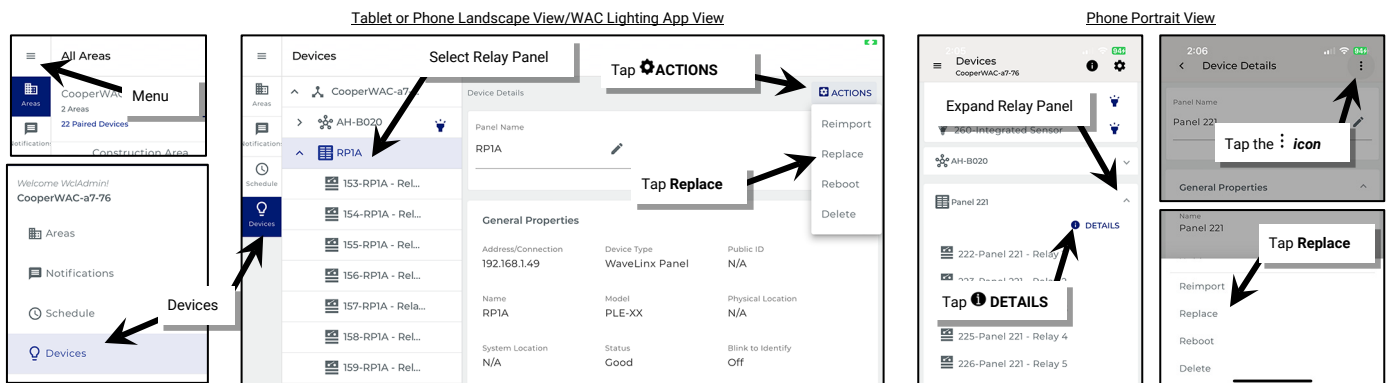 Tablet or Phone Landscape View/WAC Lighting App View
All Areas
Areas
CooperWAC
2 Areas
22 Paired Devices
Notification
Construction Area
Menu
Welcome WclAdmin!
CooperWAC-a7-76
Areas
Notifications
Schedule
Devices
Devices
Devices
Select Relay Panel
Tap ACTIONS
Areas
Notifications
Schedule
Devices
CooperWAC-a7-
AH-B020
RP1A
153-RP1A - Rel...
154-RP1A - Rel...
155-RP1A - Rel...
156-RP1A - Rel...
157-RP1A - Rela...
158-RP1A - Rel...
159-RP1A - Rel...
Device Details
ACTIONS
Panel Name
RP1A
Reimport
Replace
Reboot
Delete
Tap Replace
General Properties
Address/Connection
192.168.1.49
Device Type
WaveLinx Panel
Public ID
N/A
Name
RP1A
Model
PLE-XX
Physical Location
N/A
System Location
N/A
Status
Good
Blink to Identify
Off
Phone Portrait View
2:05
94
Devices
CooperWAC-a7-76
Expand Relay Panel
260-Integrated Sensor
AH-B020
Panel 221
DETAILS
222-Panel 221 - Relay
Tap DETAILS
225-Panel 221 - Relay 4
226-Panel 221 - Relay 5
2:06
94
Device Details
Panel Name
Panel 221
Tap the ⋮ icon
General Properties
Name
Panel 221
Tap Replace
Reimport
Replace
Reboot
Delete